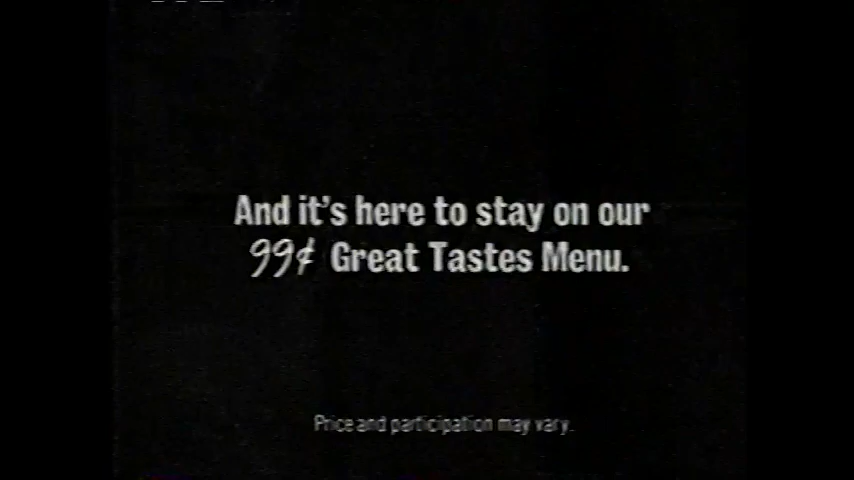 And it's here to stay on our
99¢ Great Tastes Menu.
Price and participation may vary.